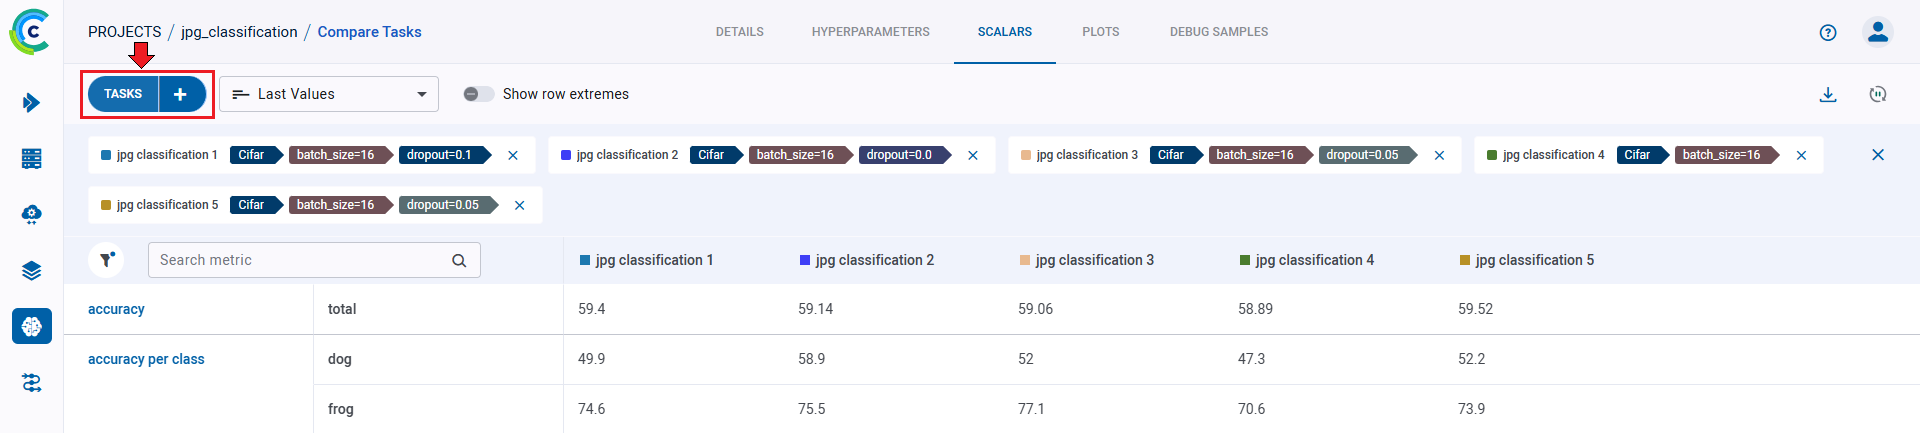 PROJECTS / jpg_classification / Compare Tasks
DETAILS HYPERPARAMETERS SCALARS PLOTS DEBUG SAMPLES
TASKS + Last Values Show row extremes
jpg classification 1 Cifar batch_size=16 dropout=0.1
jpg classification 2 Cifar batch_size=16 dropout=0.0
jpg classification 3 Cifar batch_size=16 dropout=0.05
jpg classification 4 Cifar batch_size=16
jpg classification 5 Cifar batch_size=16 dropout=0.05
Search metric jpg classification 1 jpg classification 2 jpg classification 3 jpg classification 4 jpg classification 5
accuracy total 59.4 59.14 59.06 58.89 59.52
accuracy per class dog 49.9 58.9 52 47.3 52.2
frog 74.6 75.5 77.1 70.6 73.9